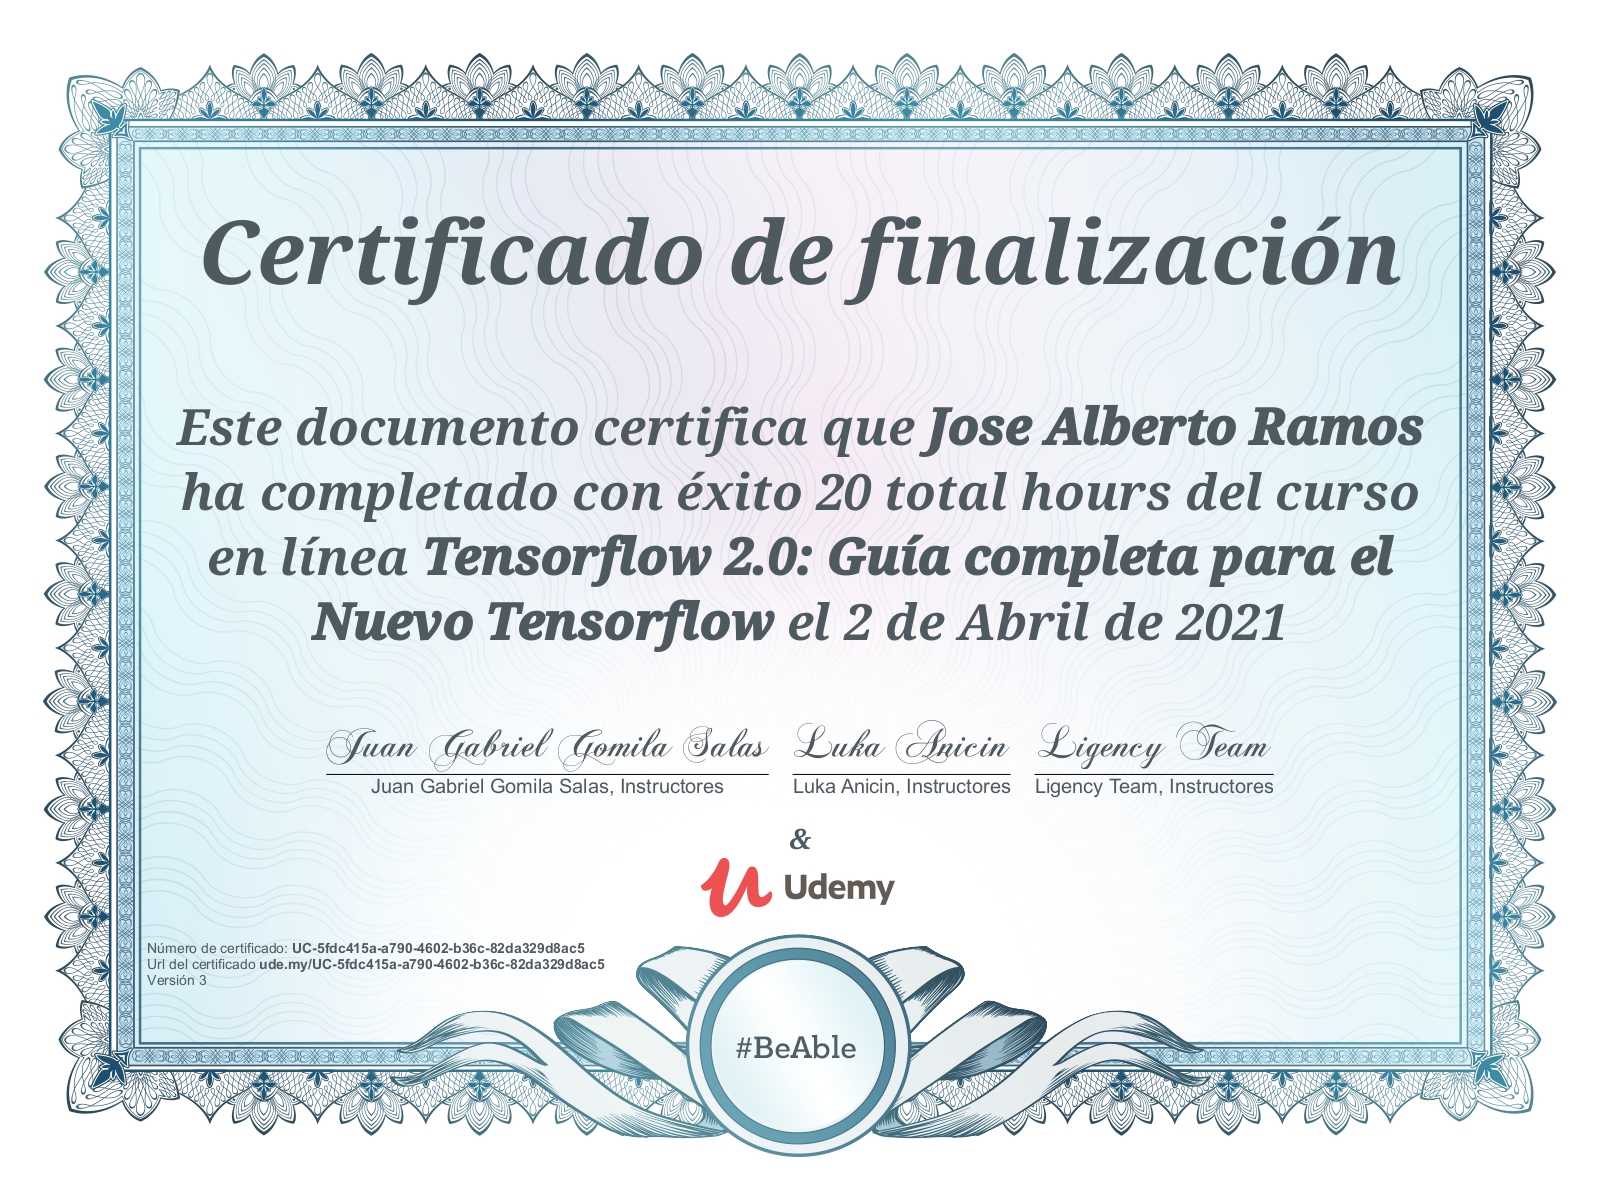 Certificado de finalización
Este documento certifica que Jose Alberto Ramos
ha completado con éxito 20 total hours del curso
en línea Tensorflow 2.0: Guía completa para el
Nuevo Tensorflow el 2 de Abril de 2021
Juan Gabriel Gomila Salas Luka Anicin Ligency Team
Juan Gabriel Gomila Salas, Instructores Luka Anicin, Instructores Ligency Team, Instructores
&
Udemy
Número de certificado: UC-5fdc415a-a790-4602-b36c-82da329d8ac5
Url del certificado ude.my/UC-5fdc415a-a790-4602-b36c-82da329d8ac5
Versión 3
#BeAble